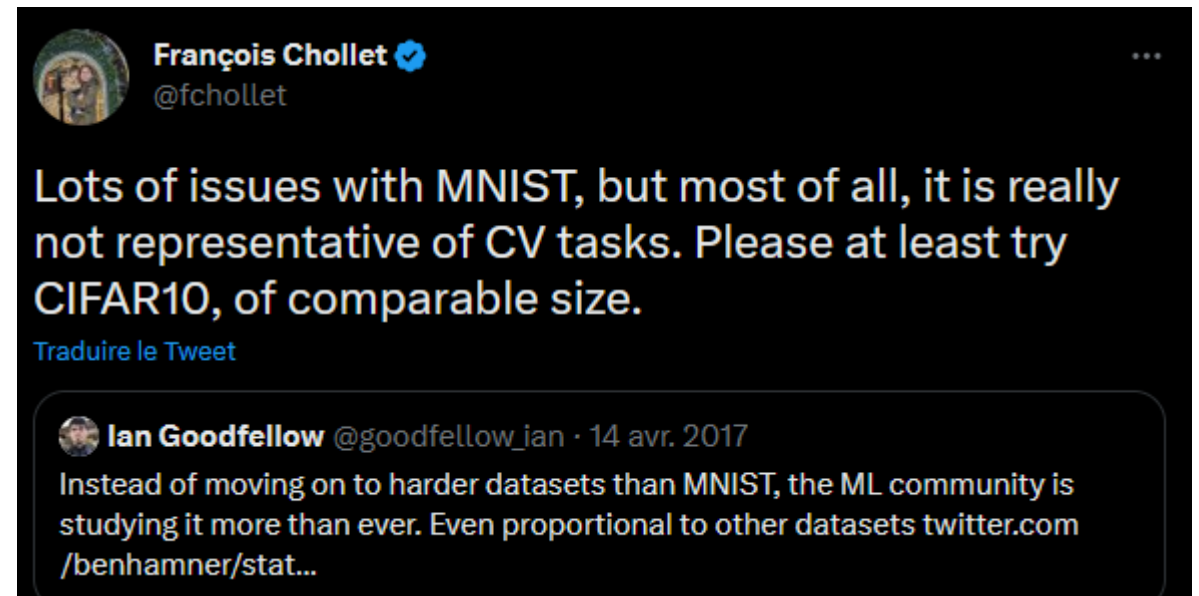 François Chollet
@fchollet
Lots of issues with MNIST, but most of all, it is really
not representative of CV tasks. Please at least try
CIFAR10, of comparable size.
Traduire le Tweet
Ian Goodfellow @goodfellow_ian · 14 avr. 2017
Instead of moving on to harder datasets than MNIST, the ML community is
studying it more than ever. Even proportional to other datasets twitter.com
/benhamner/stat...